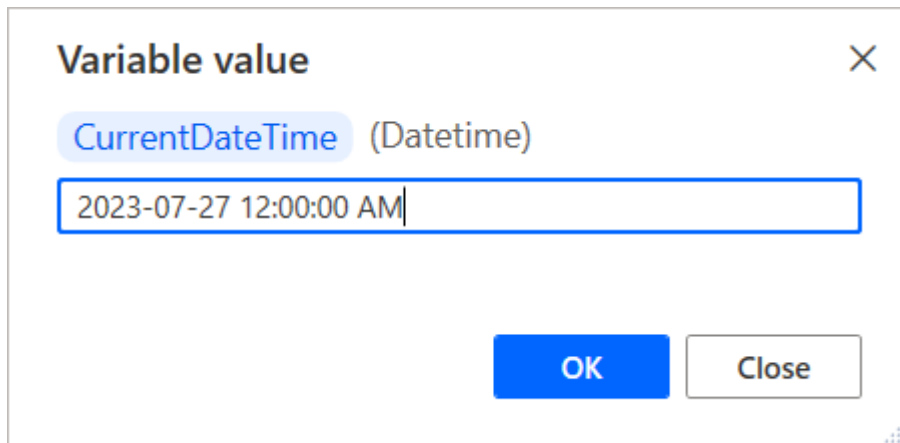 Variable value
CurrentDateTime (Datetime)
2023-07-27 12:00:00 AM
OK Close